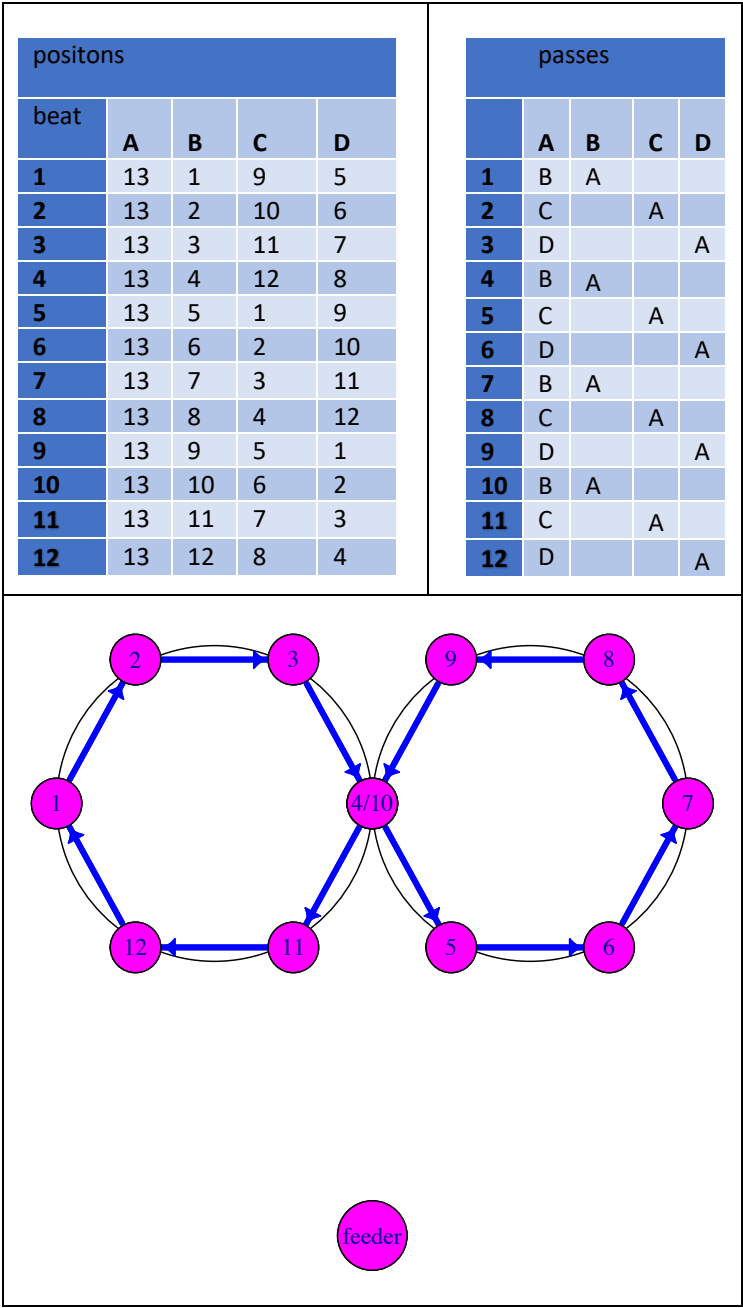 positons
beat A B C D
1 13 1 9 5
2 13 2 10 6
3 13 3 11 7
4 13 4 12 8
5 13 5 1 9
6 13 6 2 10
7 13 7 3 11
8 13 8 4 12
9 13 9 5 1
10 13 10 6 2
11 13 11 7 3
12 13 12 8 4
passes
A B C D
1 B A
2 C A
3 D A
4 B A
5 C A
6 D A
7 B A
8 C A
9 D A
10 B A
11 C A
12 D A
2 3 9 8
1 4/10 7
12 11 5 6
feeder